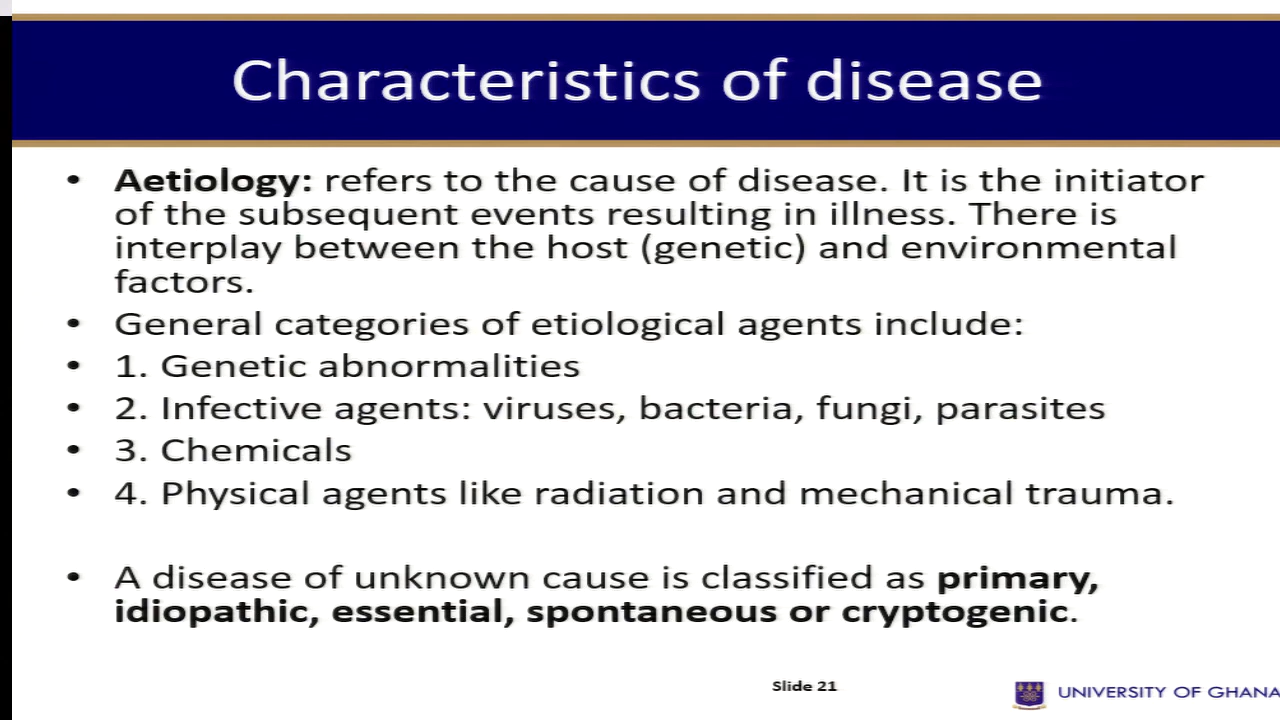 Characteristics of disease
• Aetiology: refers to the cause of disease. It is the initiator
of the subsequent events resulting in illness. There is
interplay between the host (genetic) and environmental
factors.
• General categories of etiological agents include:
• 1. Genetic abnormalities
• 2. Infective agents: viruses, bacteria, fungi, parasites
• 3. Chemicals
• 4. Physical agents like radiation and mechanical trauma.
• A disease of unknown cause is classified as primary,
idiopathic, essential, spontaneous or cryptogenic.
Slide 21
UNIVERSITY OF GHANA